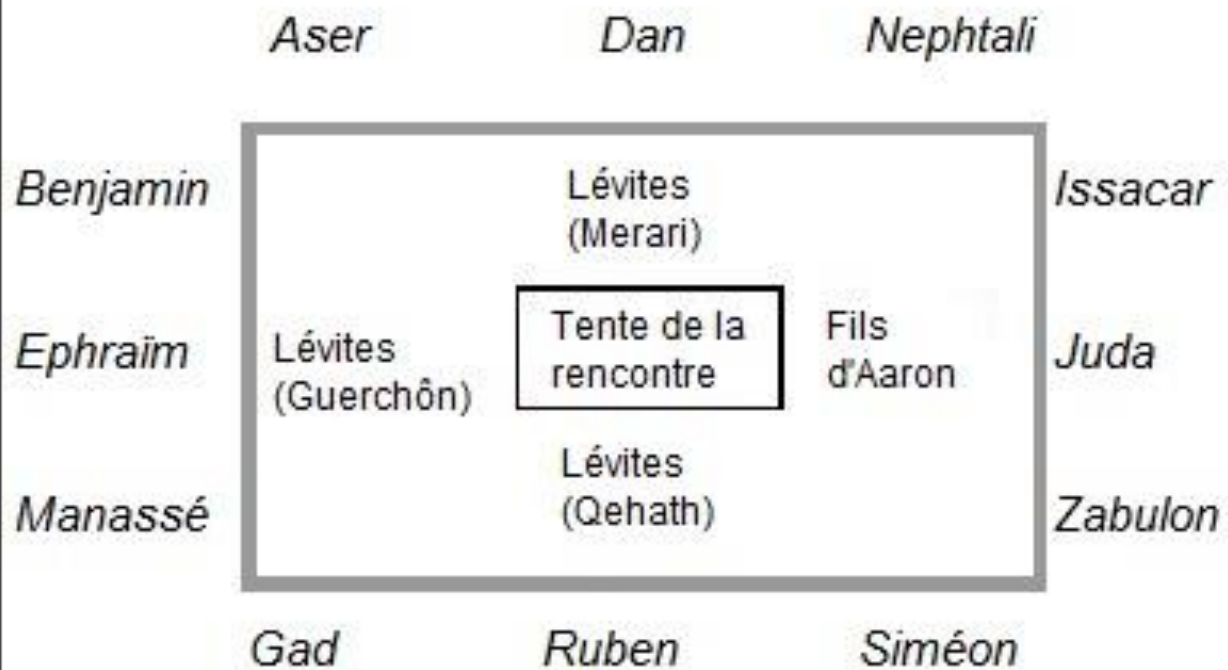 Aser Dan Nephtali
Benjamin
Lévites
(Merari)
Issacar
Ephraïm
Lévites
(Guerchôn)
Tente de la
rencontre
Fils
d'Aaron
Juda
Manassé
Lévites
(Qehath)
Zabulon
Gad Ruben Siméon